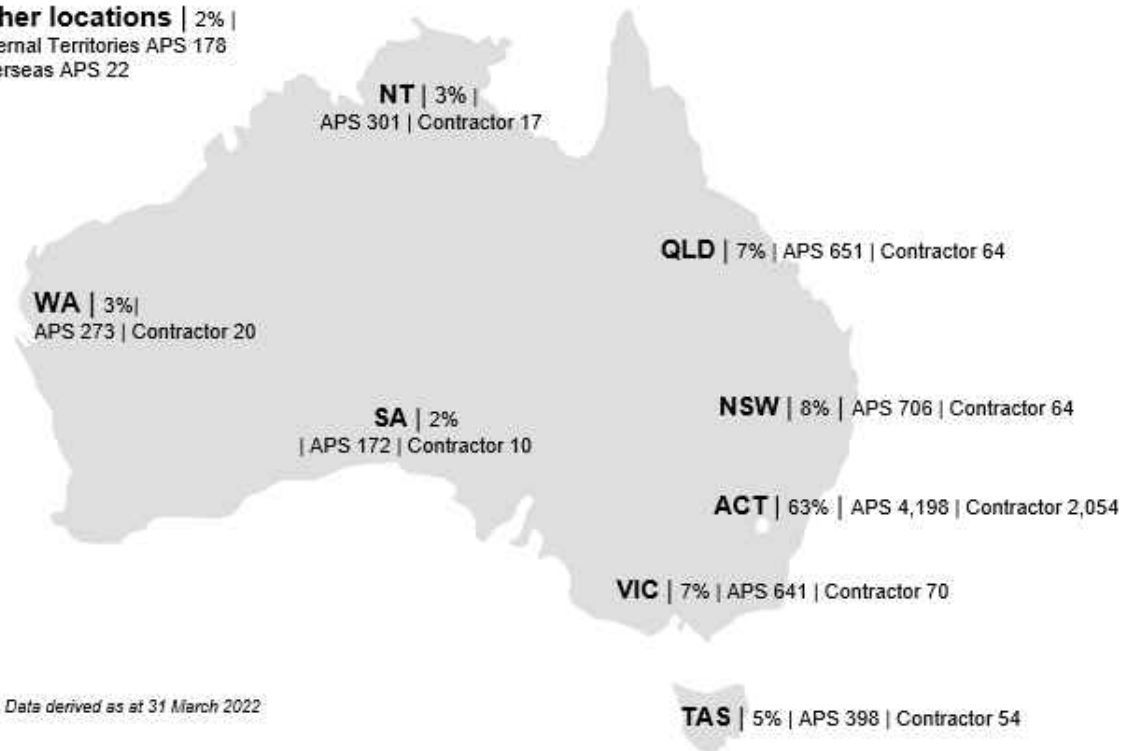 her locations | 2% |
ernal Territories APS 178
erseas APS 22
NT | 3% |
APS 301 | Contractor 17
QLD | 7% | APS 651 | Contractor 64
WA | 3%|
APS 273 | Contractor 20
SA | 2%
| APS 172 | Contractor 10
NSW | 8% | APS 706 | Contractor 64
ACT | 63% | APS 4,198 | Contractor 2,054
VIC | 7% | APS 641 | Contractor 70
Data derived as at 31 March 2022
TAS | 5% | APS 398 | Contractor 54